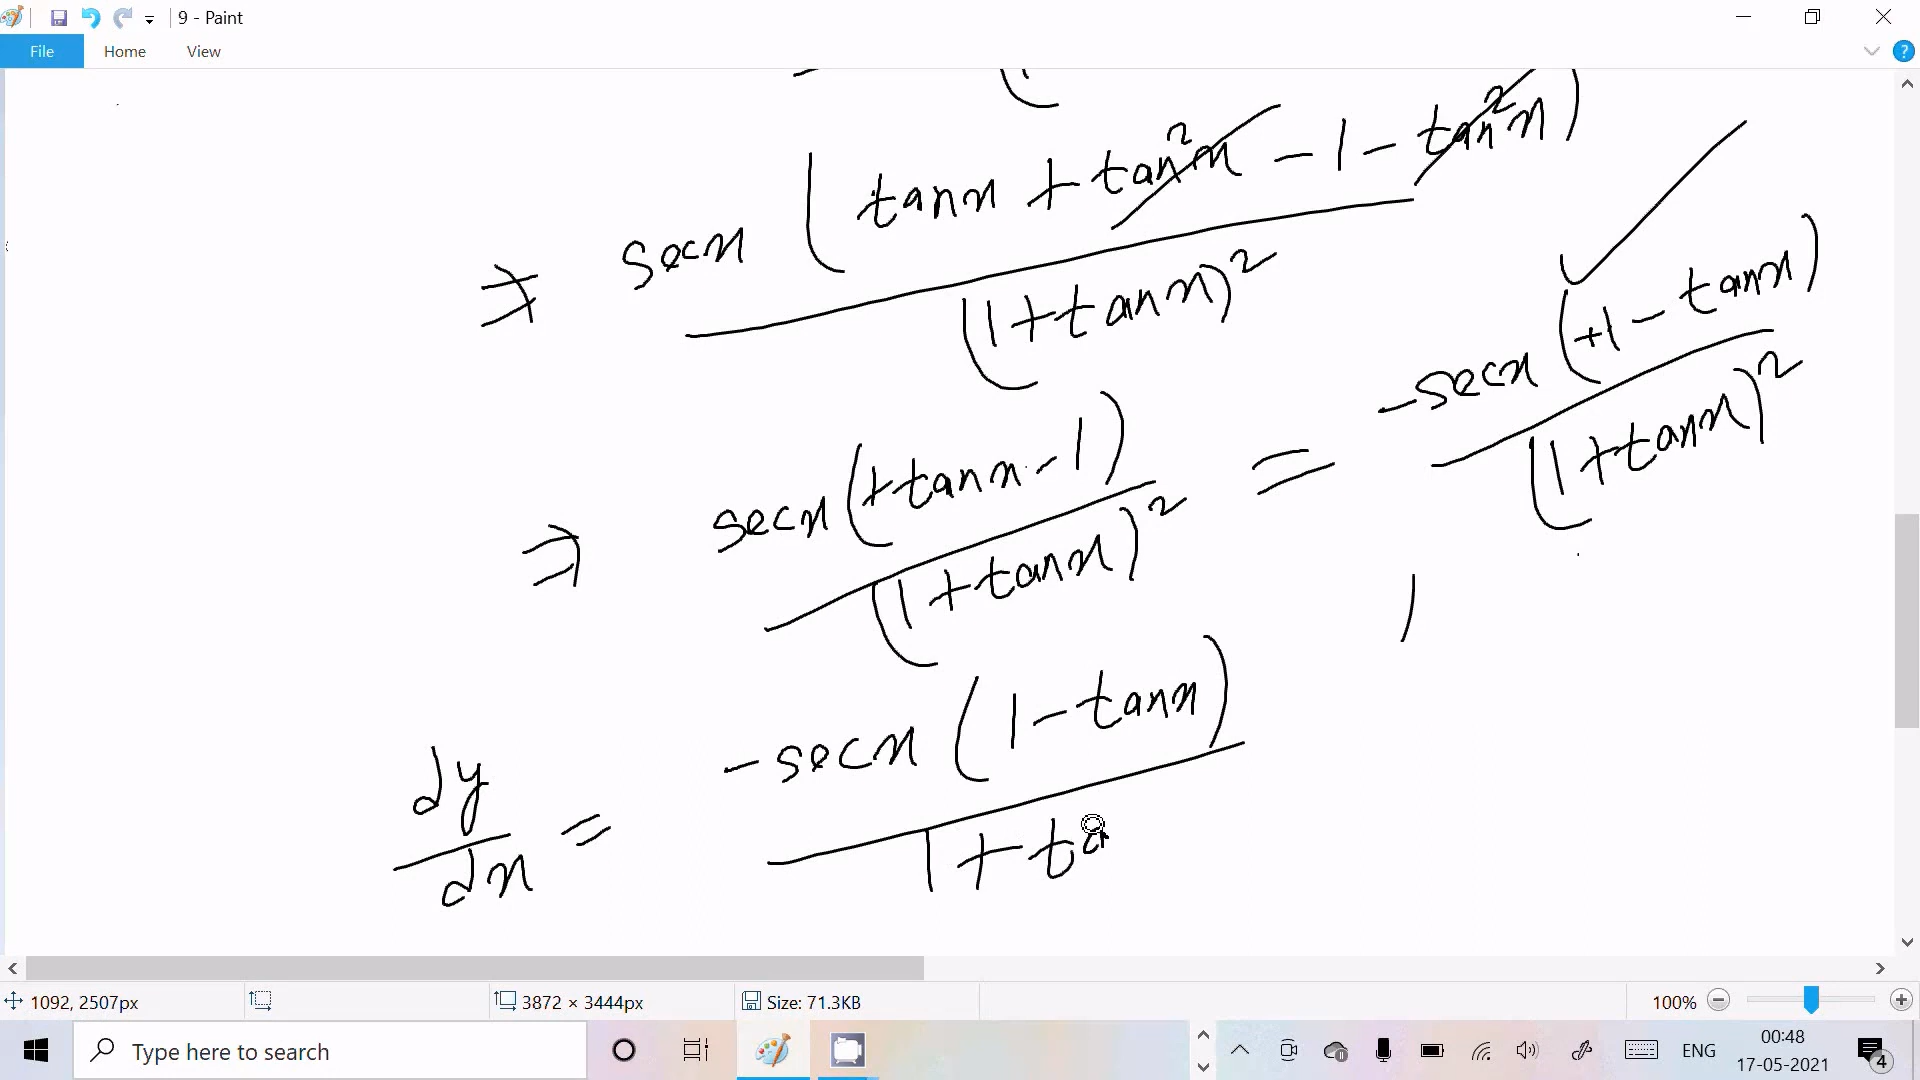 9 - Paint
File Home View
⇒ secx (tanx + tan²x - 1 - tan²x)
(1+tanx)²
⇒ secx(+tanx-1) = -secx(+1-tanx)
(1+tanx)² (1+tanx)²
dy = -secx (1-tanx)
dx 1+ta
1092, 2507px 3872 × 3444px Size: 71.3KB 100%
Type here to search
ENG
00:48
17-05-2021
4